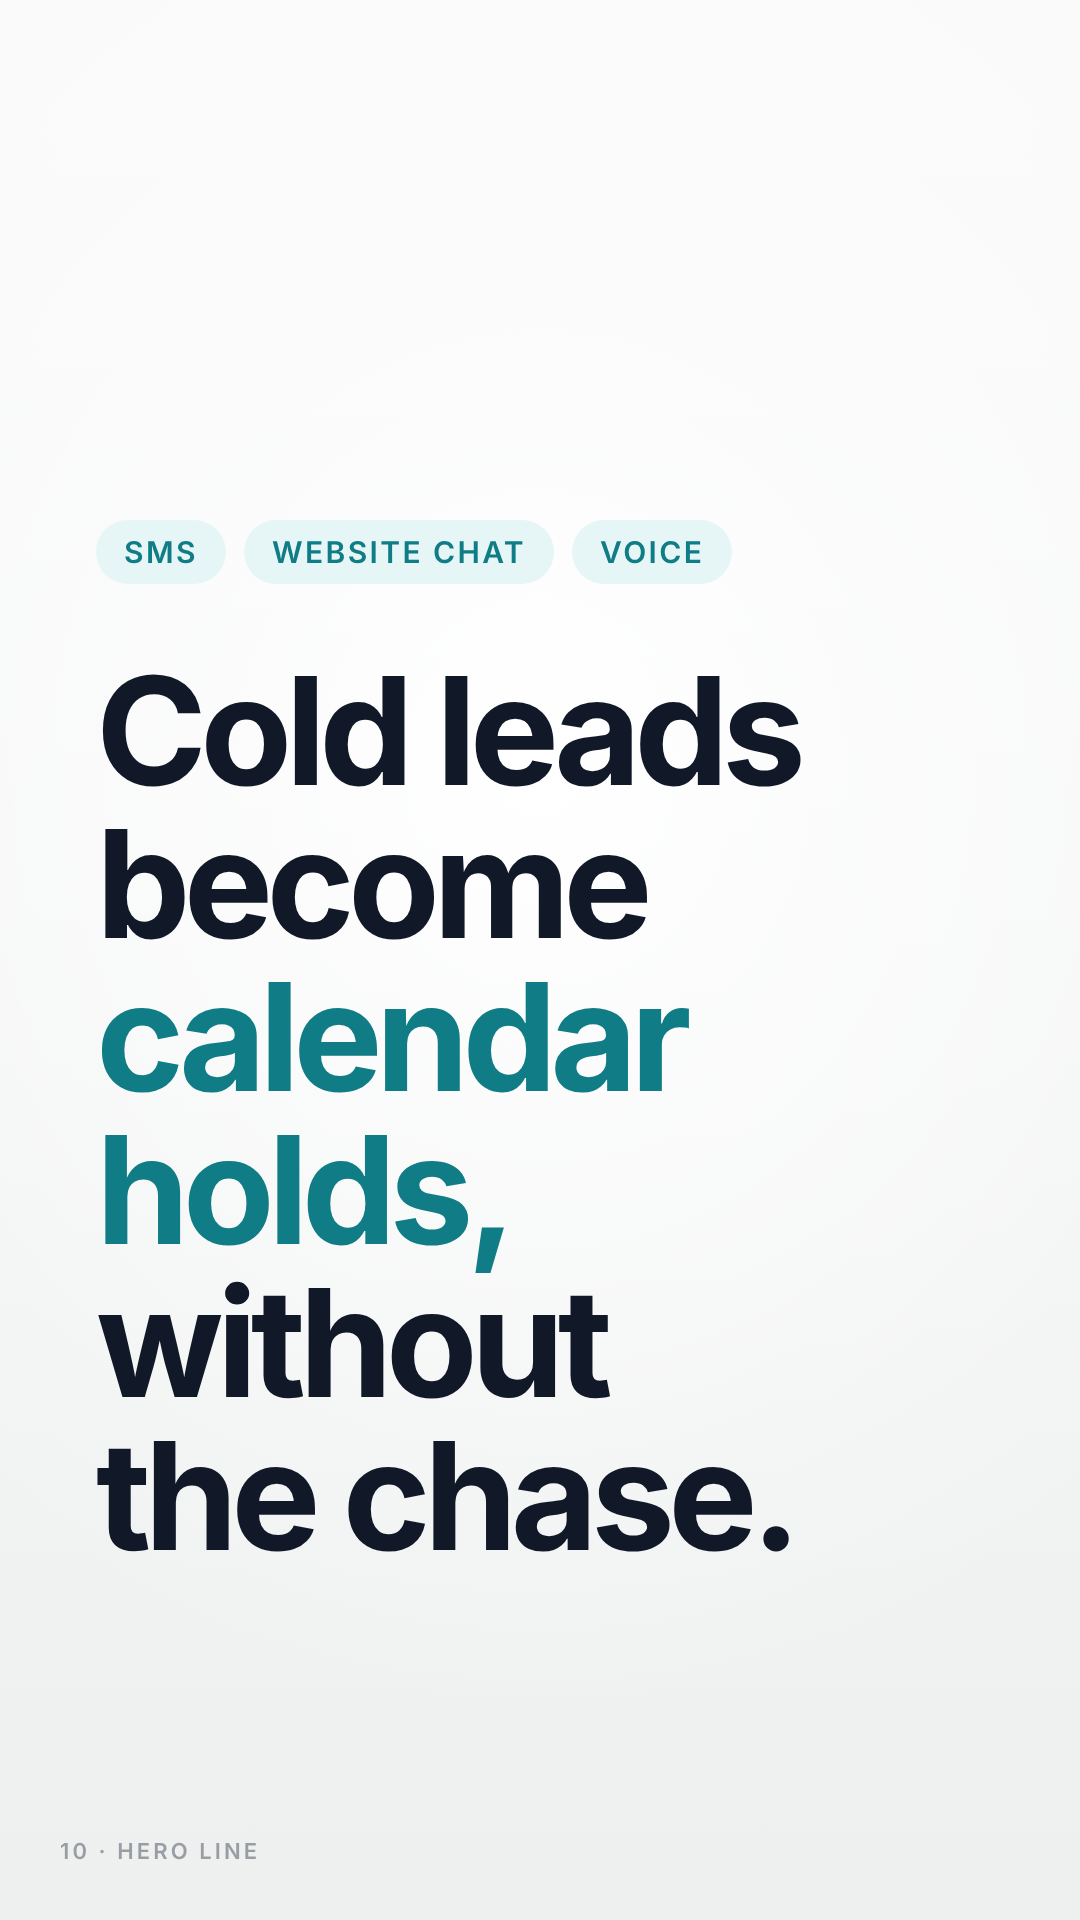 SMS WEBSITE CHAT VOICE
Cold leads
become
calendar
holds,
without
the chase.
10 · HERO LINE